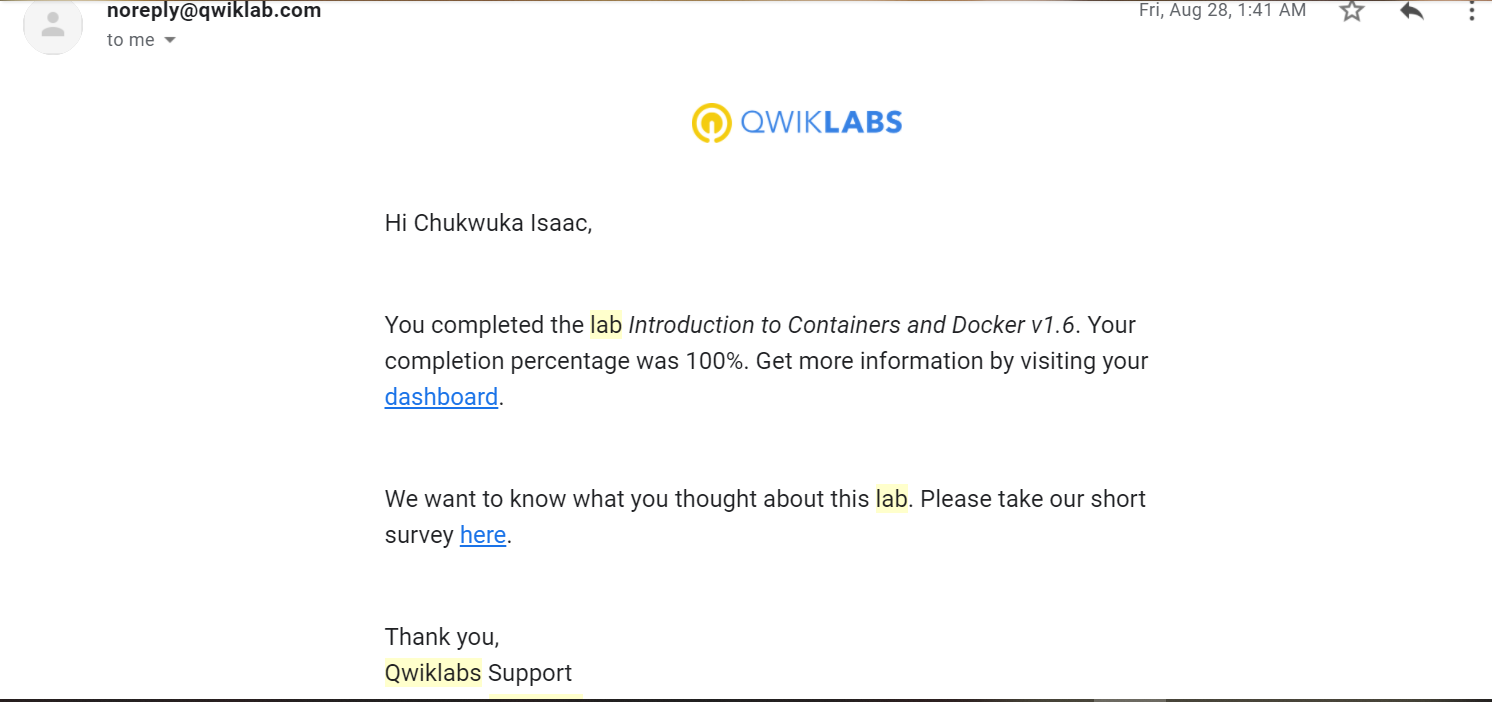 noreply@qwiklab.com
Fri, Aug 28, 1:41 AM
to me
QWIKLABS
Hi Chukwuka Isaac,
You completed the lab Introduction to Containers and Docker v1.6. Your
completion percentage was 100%. Get more information by visiting your
dashboard.
We want to know what you thought about this lab. Please take our short
survey here.
Thank you,
Qwiklabs Support